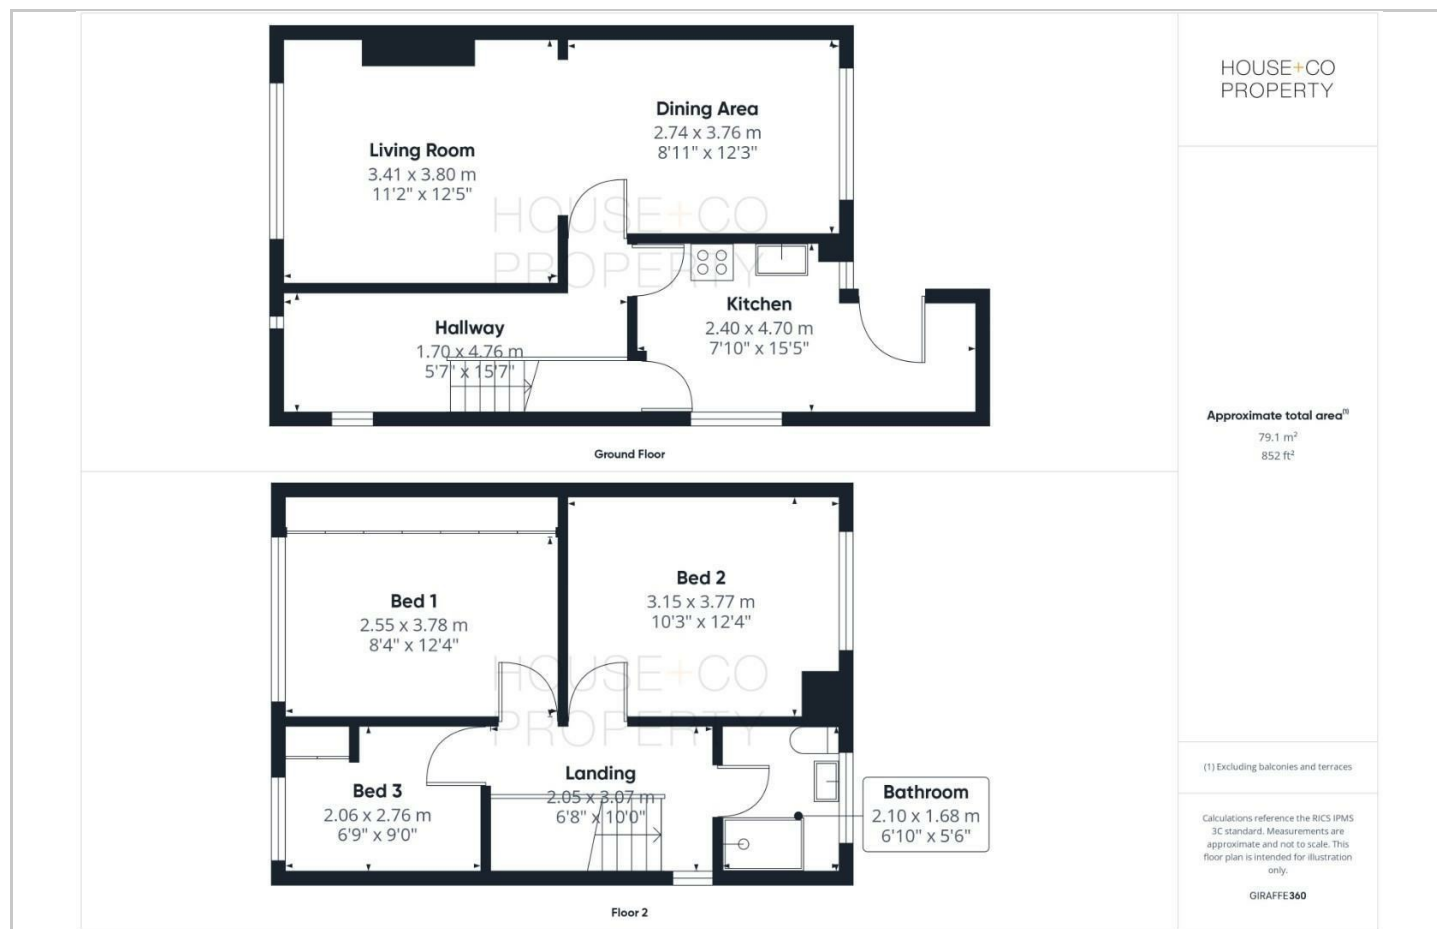 Living Room
3.41 x 3.80 m
11'2" x 12'5"
Dining Area
2.74 x 3.76 m
8'11" x 12'3"
HOUSE+CO
PROPERTY
Hallway
1.70 x 4.76 m
5'7" x 15'7"
Kitchen
2.40 x 4.70 m
7'10" x 15'5"
Ground Floor
Bed 1
2.55 x 3.78 m
8'4" x 12'4"
Bed 2
3.15 x 3.77 m
10'3" x 12'4"
HOUSE+CO
PROPERTY
Bed 3
2.06 x 2.76 m
6'9" x 9'0"
Landing
2.05 x 3.07 m
6'8" x 10'0"
Bathroom
2.10 x 1.68 m
6'10" x 5'6"
Floor 2
HOUSE+CO
PROPERTY
Approximate total area(1)
79.1 m²
852 ft²
(1) Excluding balconies and terraces
Calculations reference the RICS IPMS
3C standard. Measurements are
approximate and not to scale. This
floor plan is intended for illustration
only.
GIRAFFE360